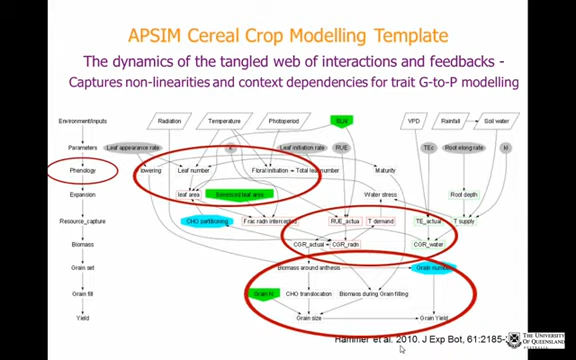 APSIM Cereal Crop Modelling Template
The dynamics of the tangled web of interactions and feedbacks -
Captures non-linearities and context dependencies for trait G-to-P modelling
Environment/Inputs Radiation Temperature Photoperiod SLN VPD Rainfall Soil water
Parameters Leaf appearance rate k Leaf initiation rate RUE TEc Root elong rate kl
Phenology lowering Leaf number Floral initiation Total leaf number Maturity
Expansion leaf area Senesced leaf area Water stress Root depth
Resource_capture CHO partitioning Frac radn intercepted RUE_actual T demand TE_actual T supply
Biomass CGR_actual CGR_radn CGR_water
Grain set Biomass around anthesis Grain number
Grain fill Grain N CHO translocation Biomass during Grain filling
Yield Grain size Grain Yield
Hammer et al. 2010. J Exp Bot, 61:2185-
THE UNIVERSITY
OF QUEENSLAND
AUSTRALIA